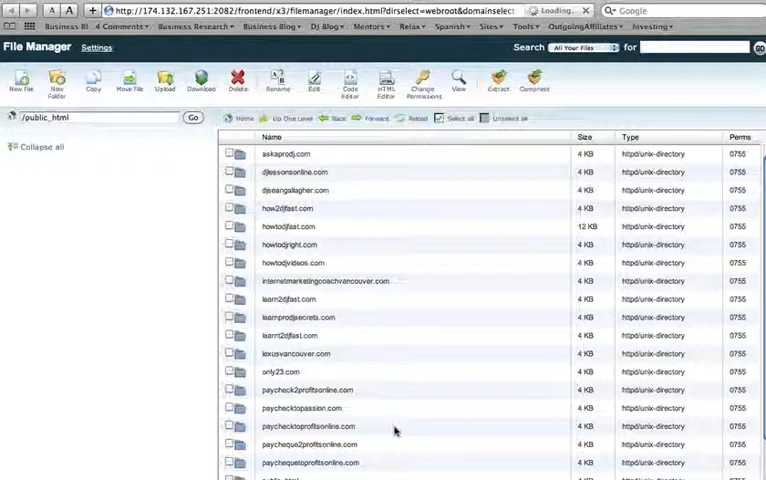 A A + http://174.132.167.251:2082/frontend/x3/filemanager/index.html?dirselect=webroot&domainselect Loading... Google
Business Bl...4 Comments Business Research Business Blog DJ Blog Mentors Relax Spanish Sites Tools OutgoingAffiliates Investing
File Manager Settings Search All Your Files for Go
New File New Folder Copy Move File Upload Download Delete Rename Edit Code Editor HTML Editor Change Permissions View Extract Compress
/public_html Go Home Up One Level Back Forward Reload Select all Unselect all
Name Size Type Perms
Collapse all
askaprodj.com 4 KB httpd/unix-directory 0755
djlessonsonline.com 4 KB httpd/unix-directory 0755
djseangallagher.com 4 KB httpd/unix-directory 0755
how2djfast.com 4 KB httpd/unix-directory 0755
howtodjfast.com 12 KB httpd/unix-directory 0755
howtodjright.com 4 KB httpd/unix-directory 0755
howtodjvideos.com 4 KB httpd/unix-directory 0755
internetmarketingcoachvancouver.com 4 KB httpd/unix-directory 0755
learn2djfast.com 4 KB httpd/unix-directory 0755
learnprodjsecrets.com 4 KB httpd/unix-directory 0755
learnt2djfast.com 4 KB httpd/unix-directory 0755
lexusvancouver.com 4 KB httpd/unix-directory 0755
only23.com 4 KB httpd/unix-directory 0755
paycheck2profitsonline.com 4 KB httpd/unix-directory 0755
paychecktopassion.com 4 KB httpd/unix-directory 0755
paychecktoprofitsonline.com 4 KB httpd/unix-directory 0755
paycheque2profitsonline.com 4 KB httpd/unix-directory 0755
paychequetoprofitsonline.com 4 KB httpd/unix-directory 0755